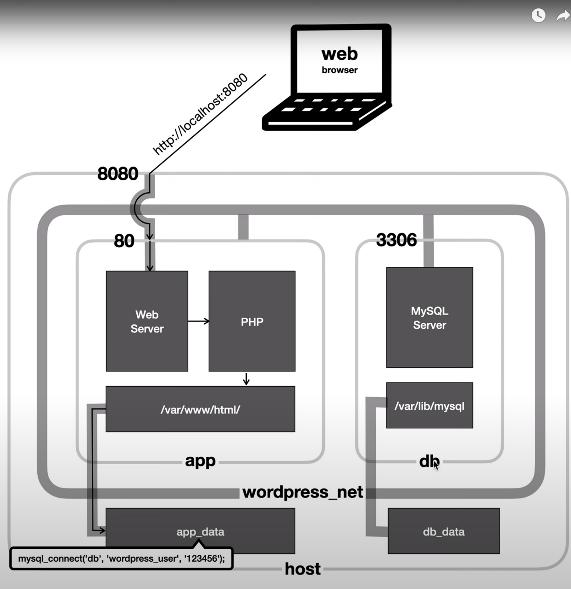 web
browser
http://localhost:8080
8080
80
3306
Web
Server
PHP
MySQL
Server
/var/www/html/
/var/lib/mysql
app
db
wordpress_net
app_data
db_data
mysql_connect('db', 'wordpress_user', '123456');
host